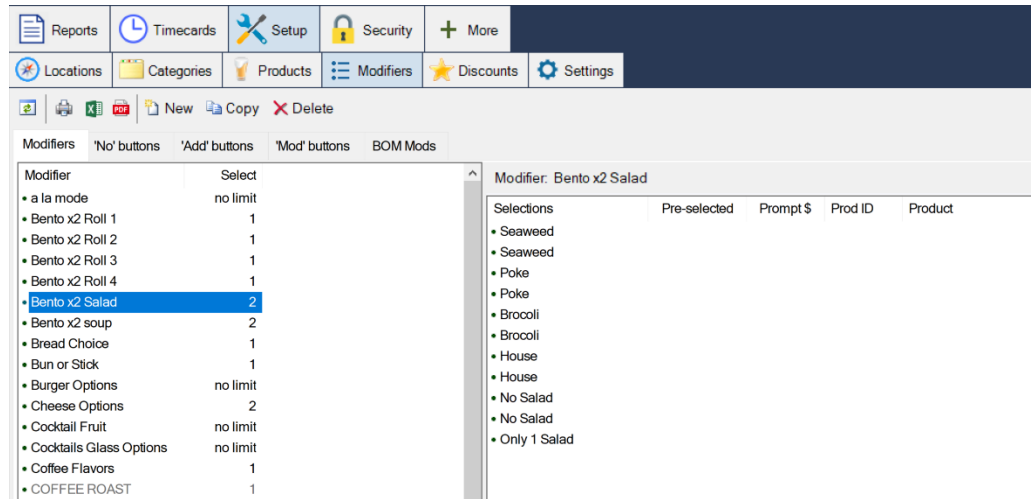 Reports Timecards Setup Security More
Locations Categories Products Modifiers Discounts Settings
PDF New Copy Delete
Modifiers 'No' buttons 'Add' buttons 'Mod' buttons BOM Mods
Modifier Select
a la mode no limit
Bento x2 Roll 1 1
Bento x2 Roll 2 1
Bento x2 Roll 3 1
Bento x2 Roll 4 1
Bento x2 Salad 2
Bento x2 soup 2
Bread Choice 1
Bun or Stick 1
Burger Options no limit
Cheese Options 2
Cocktail Fruit no limit
Cocktails Glass Options no limit
Coffee Flavors 1
COFFEE ROAST 1
Modifier: Bento x2 Salad
Selections Pre-selected Prompt $ Prod ID Product
Seaweed
Seaweed
Poke
Poke
Brocoli
Brocoli
House
House
No Salad
No Salad
Only 1 Salad